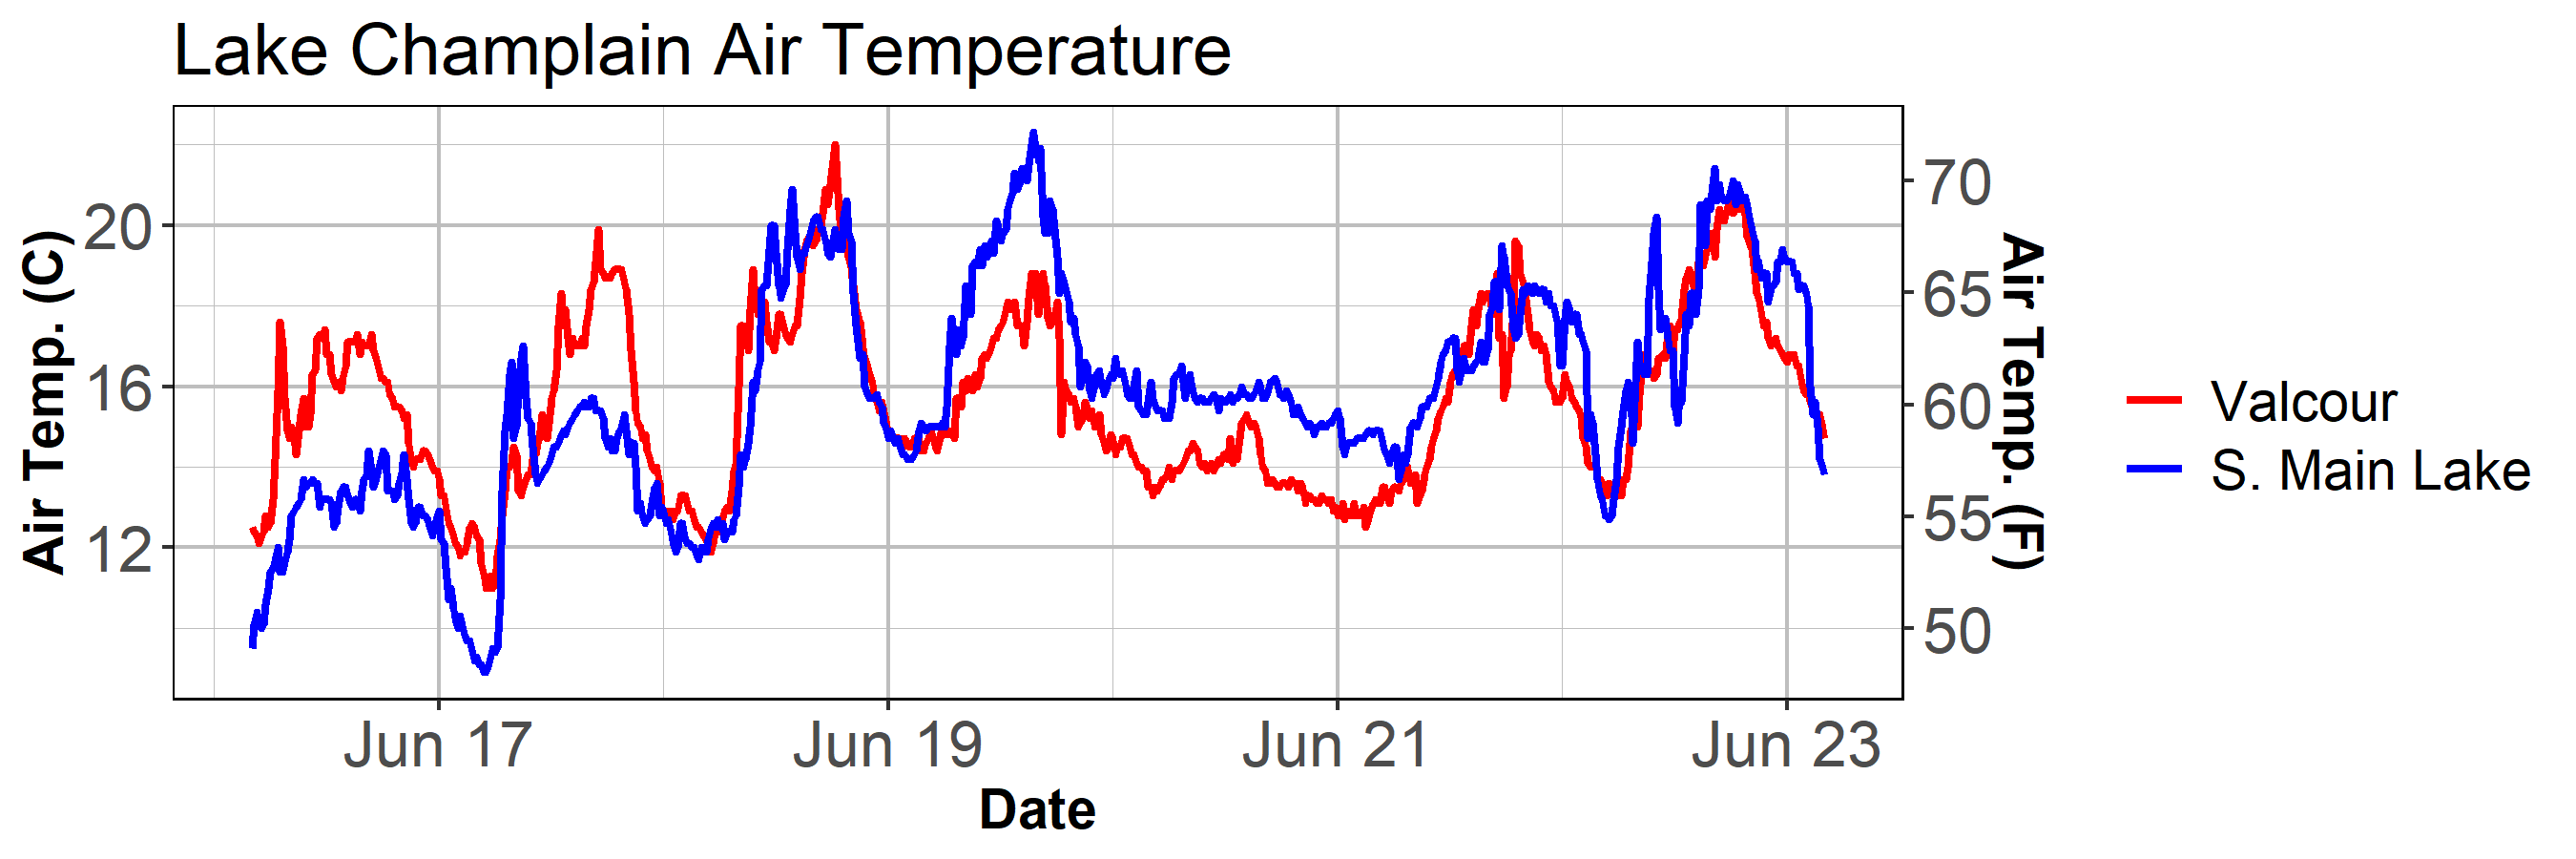 Lake Champlain Air Temperature
Air Temp. (C)
20
16
12
70
65
60
55
50
Air Temp. (F)
Jun 17
Jun 19
Jun 21
Jun 23
Date
Valcour
S. Main Lake